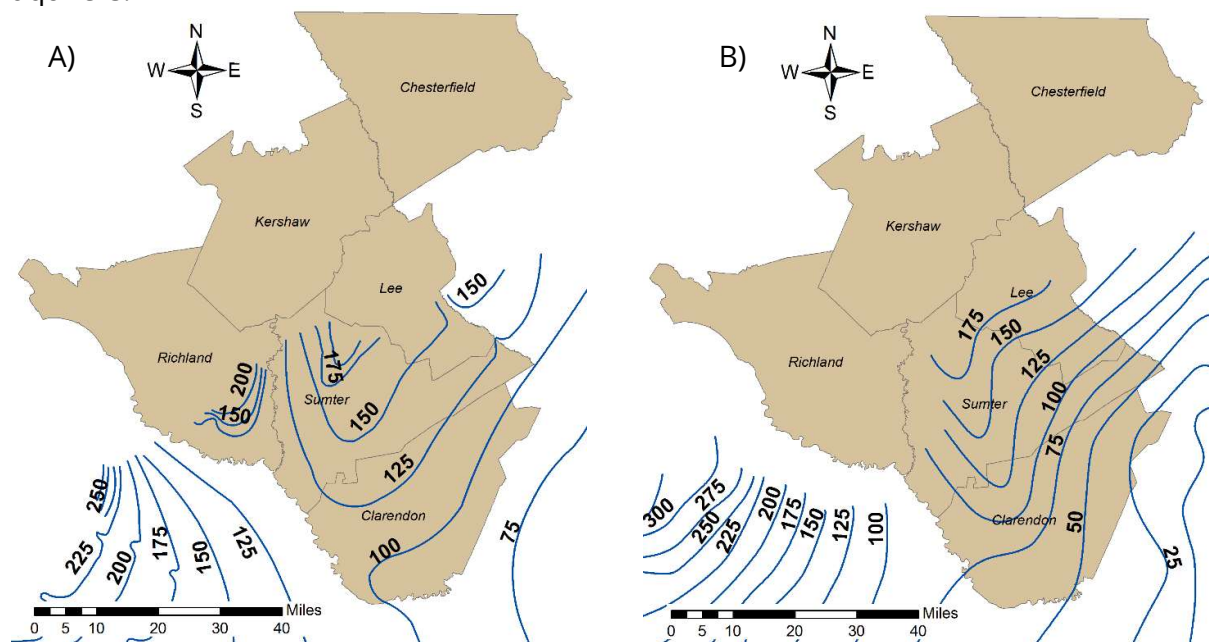 A)
N
W E
S
Chesterfield
Kershaw
Lee
Richland
Sumter
Clarendon
150
175
200
150
150
125
100
75
250
225
200
175
150
125
Miles
0 5 10 20 30 40
B)
N
W E
S
Chesterfield
Kershaw
Lee
Richland
Sumter
Clarendon
175
150
125
100
75
50
25
300
275
250
225
200
175
150
125
100
Miles
0 5 10 20 30 40